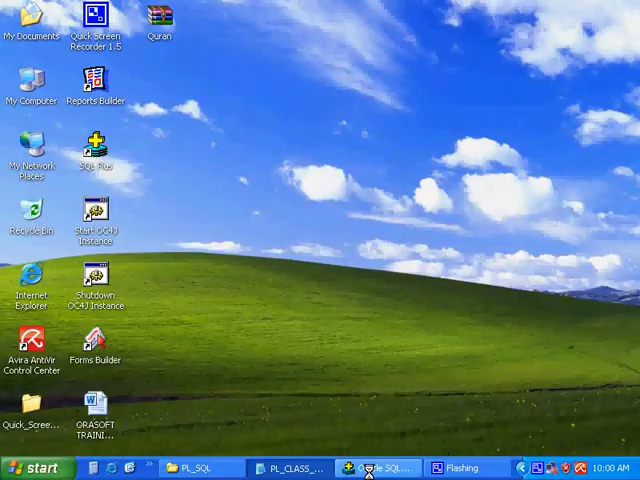 My Documents
Quick Screen
Recorder 1.5
Quran
My Computer
Reports Builder
My Network
Places
SQL Plus
Recycle Bin
Start OC4J
Instance
Internet
Explorer
Shutdown
OC4J Instance
Avira AntiVir
Control Center
Forms Builder
Quick_Scree...
ORASOFT
TRAINI...
start
PL_SQL
PL_CLASS_...
SQL...
Flashing
10:00 AM